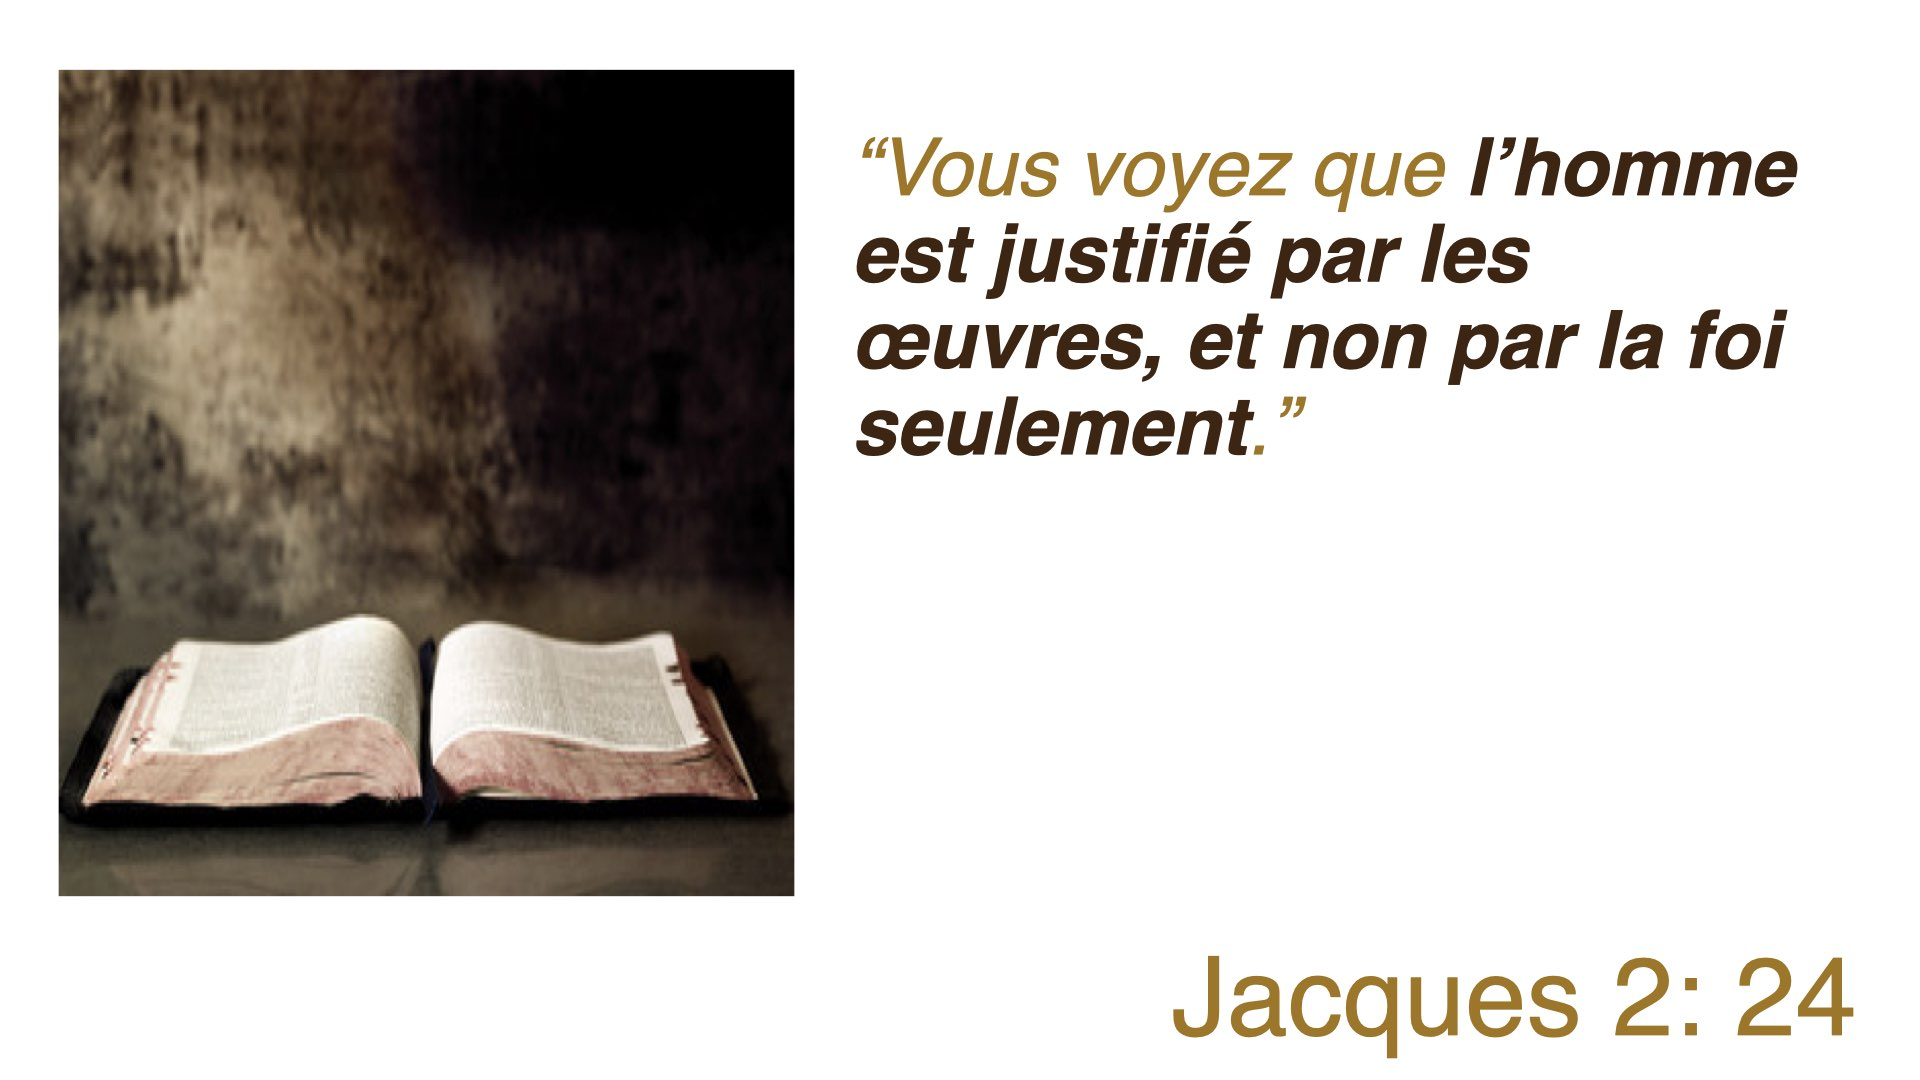 “Vous voyez que l’homme
est justifié par les
œuvres, et non par la foi
seulement.”
Jacques 2: 24